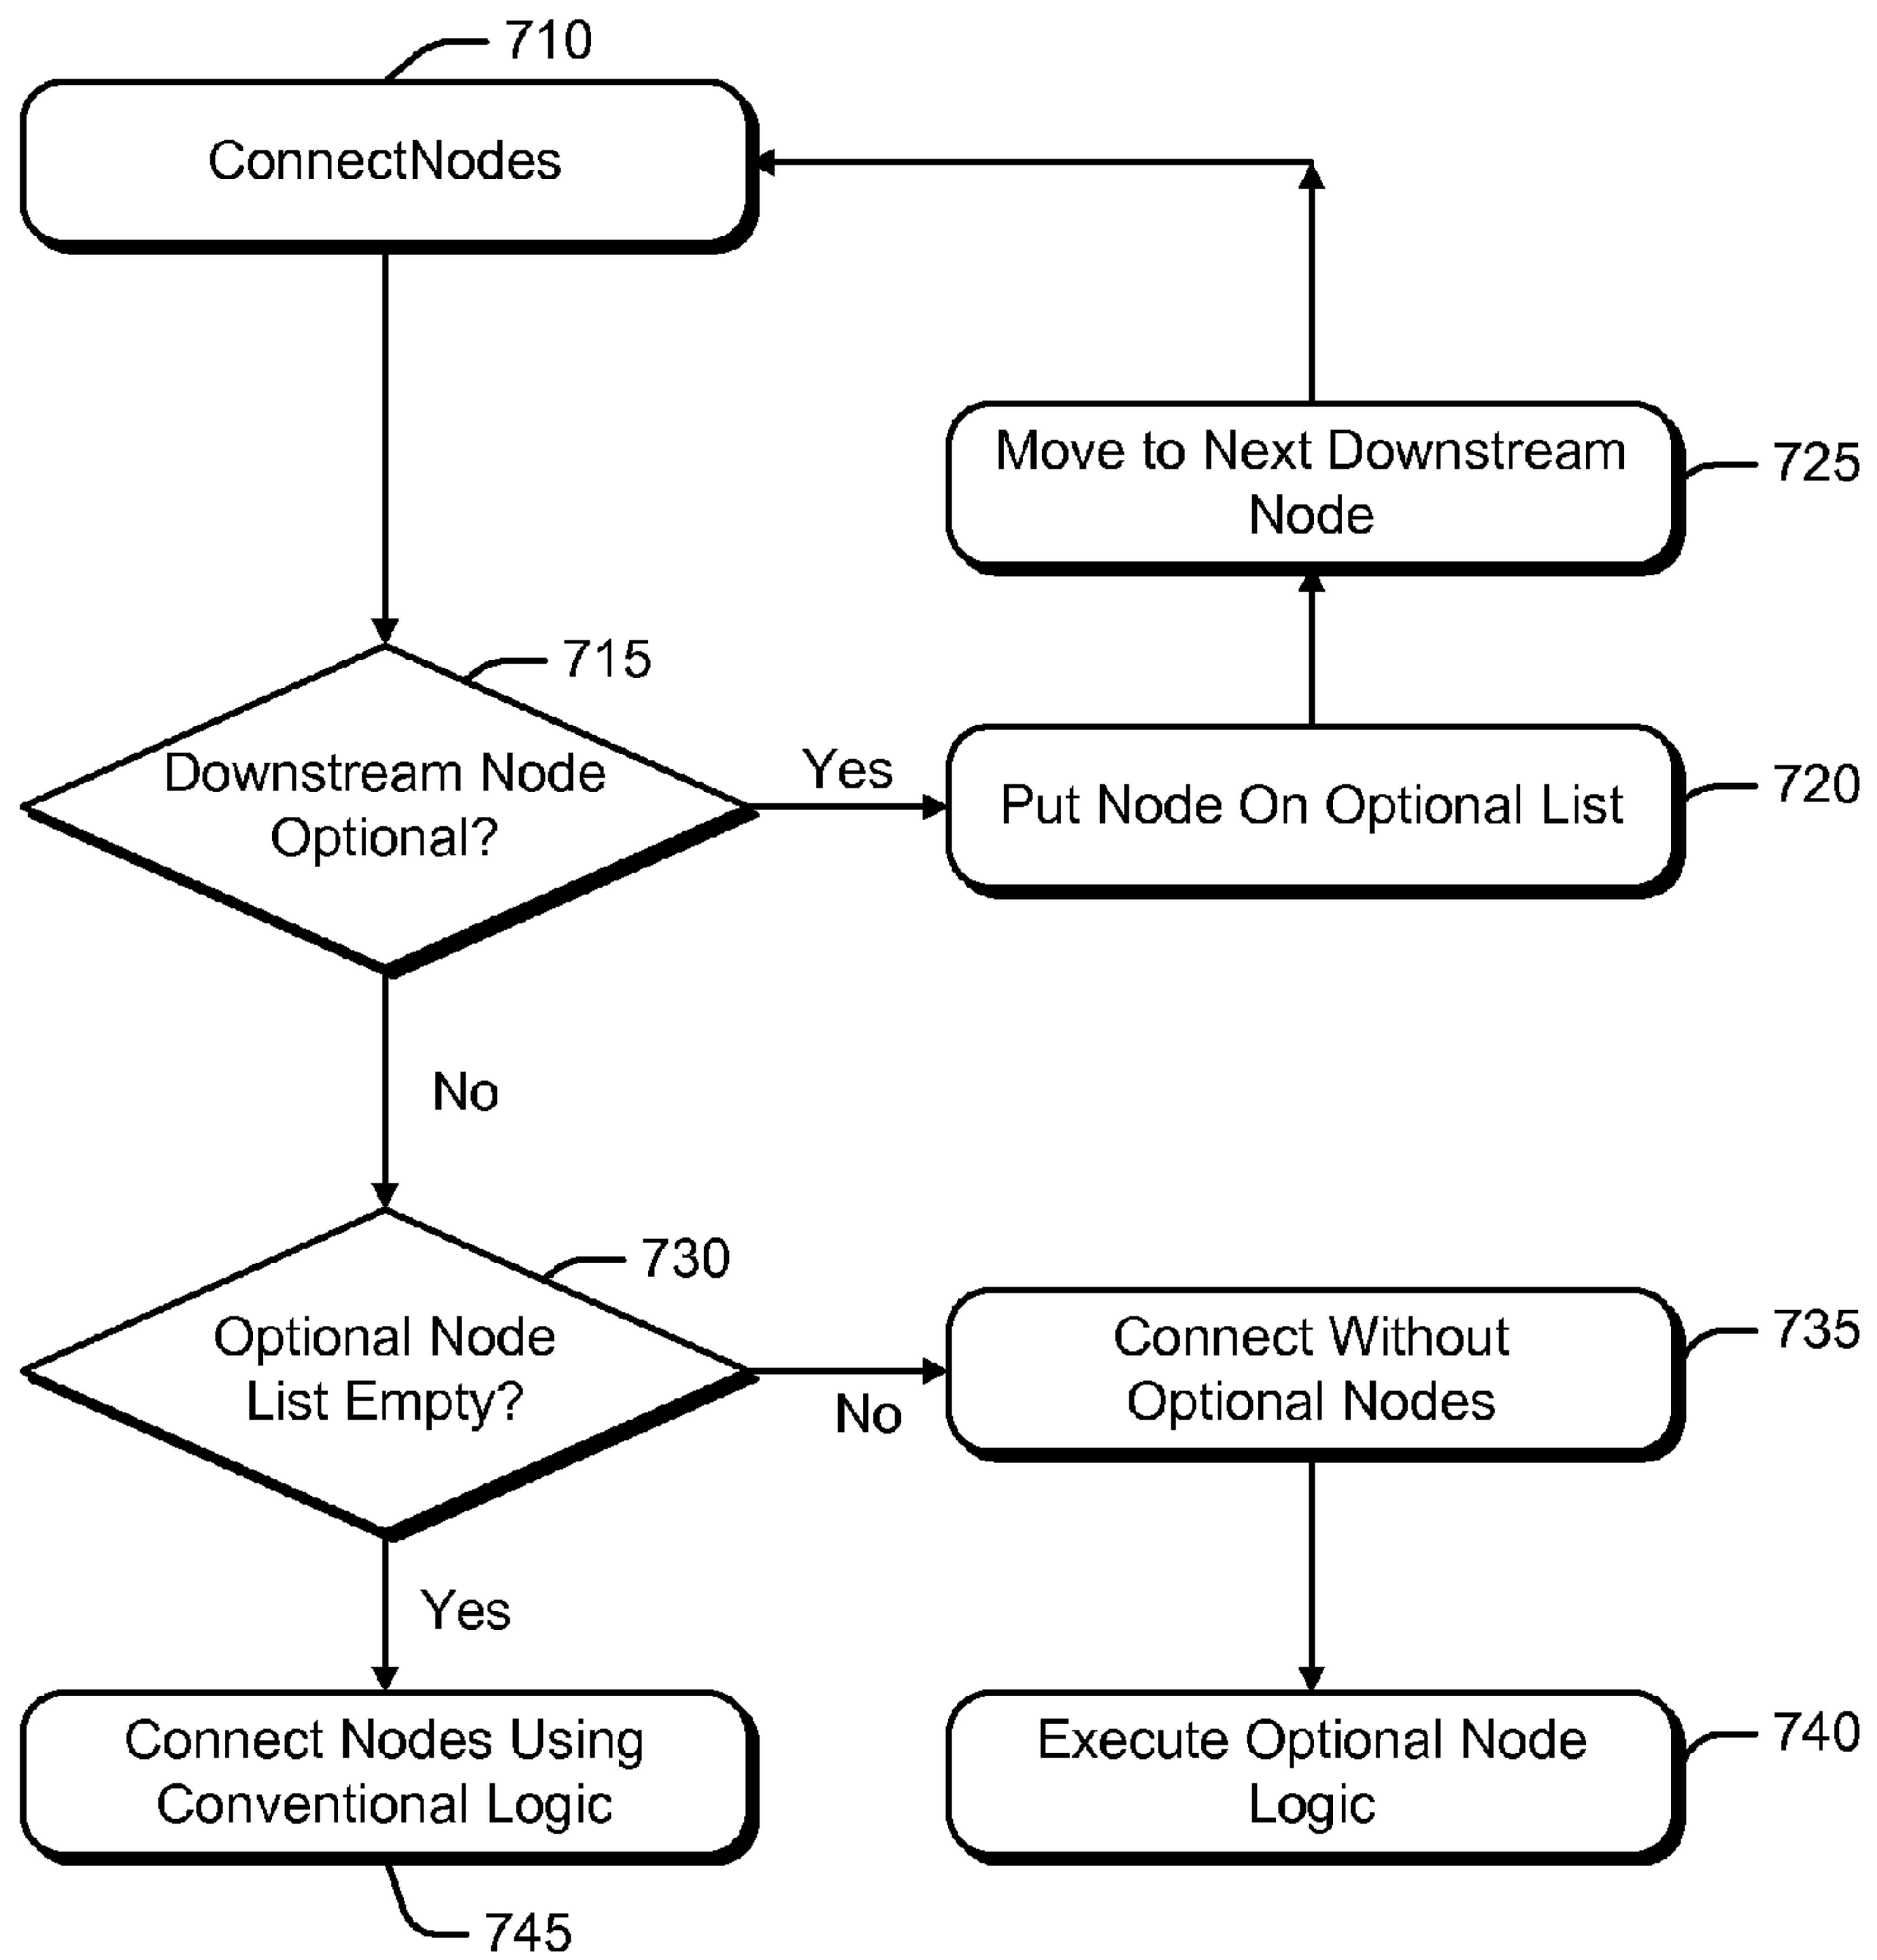 710
ConnectNodes
Move to Next Downstream
Node
725
715
Downstream Node
Optional?
Yes
Put Node On Optional List
720
No
730
Optional Node
List Empty?
No
Connect Without
Optional Nodes
735
Yes
Connect Nodes Using
Conventional Logic
745
Execute Optional Node
Logic
740